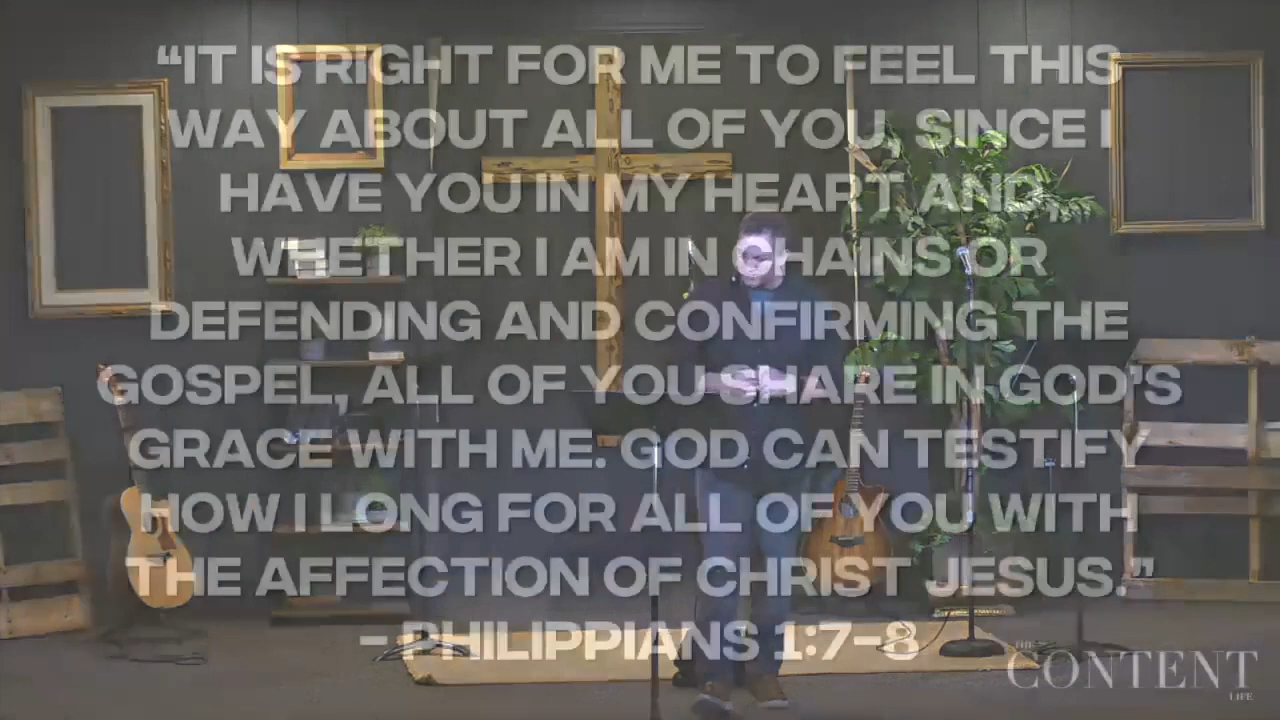 “IT IS RIGHT FOR ME TO FEEL THIS
WAY ABOUT ALL OF YOU, SINCE I
HAVE YOU IN MY HEART AND,
WHETHER I AM IN CHAINS OR
DEFENDING AND CONFIRMING THE
GOSPEL, ALL OF YOU SHARE IN GOD'S
GRACE WITH ME. GOD CAN TESTIFY
HOW I LONG FOR ALL OF YOU WITH
THE AFFECTION OF CHRIST JESUS.”
- PHILIPPIANS 1:7-8
THE
CONTENT
LIFE